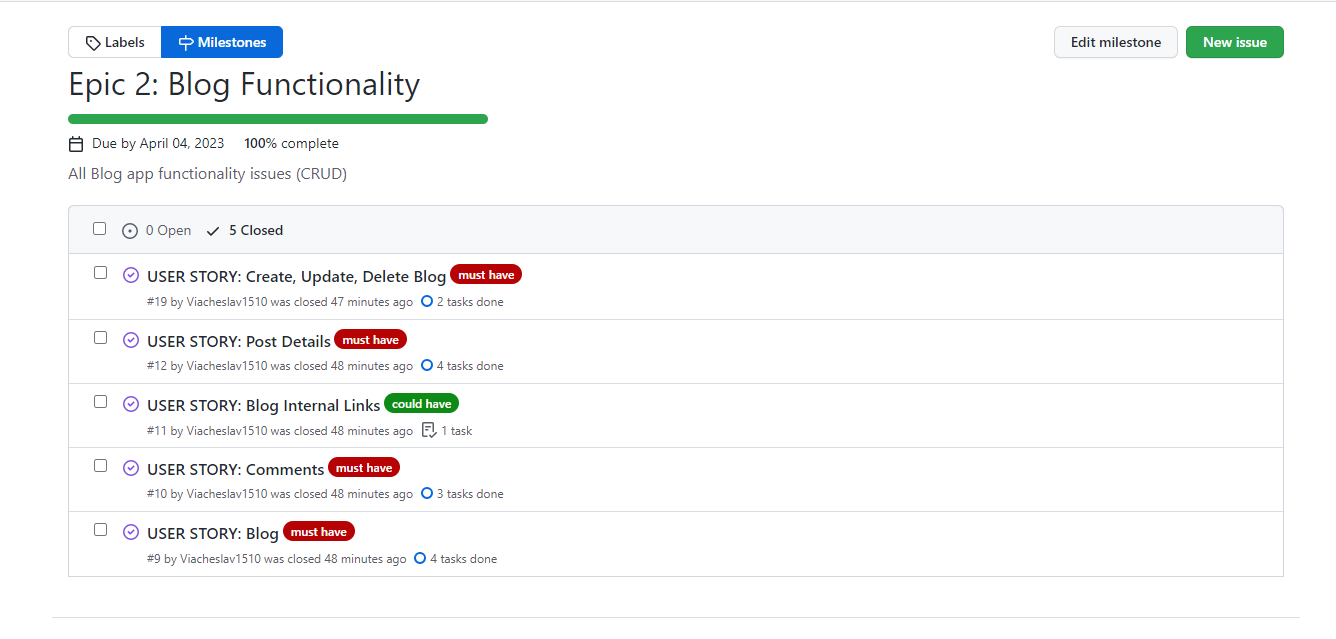 Labels Milestones Edit milestone New issue
Epic 2: Blog Functionality
Due by April 04, 2023 100% complete
All Blog app functionality issues (CRUD)
0 Open 5 Closed
USER STORY: Create, Update, Delete Blog must have
#19 by Viacheslav1510 was closed 47 minutes ago 2 tasks done
USER STORY: Post Details must have
#12 by Viacheslav1510 was closed 48 minutes ago 4 tasks done
USER STORY: Blog Internal Links could have
#11 by Viacheslav1510 was closed 48 minutes ago 1 task
USER STORY: Comments must have
#10 by Viacheslav1510 was closed 48 minutes ago 3 tasks done
USER STORY: Blog must have
#9 by Viacheslav1510 was closed 48 minutes ago 4 tasks done